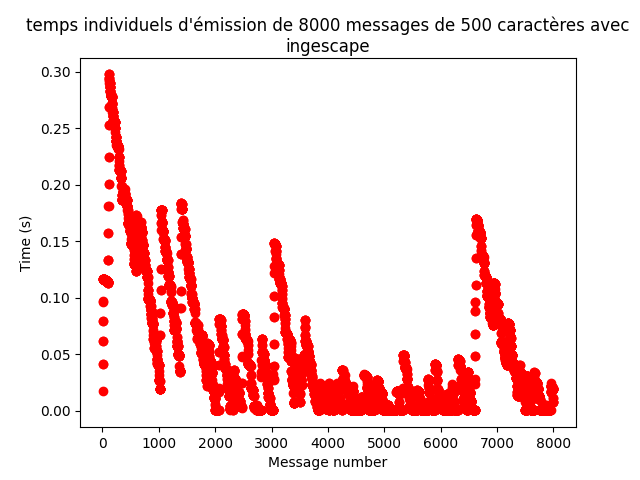 temps individuels d'émission de 8000 messages de 500 caractères avec
ingescape
0.30
0.25
0.20
0.15
0.10
0.05
0.00
Time (s)
0 1000 2000 3000 4000 5000 6000 7000 8000
Message number